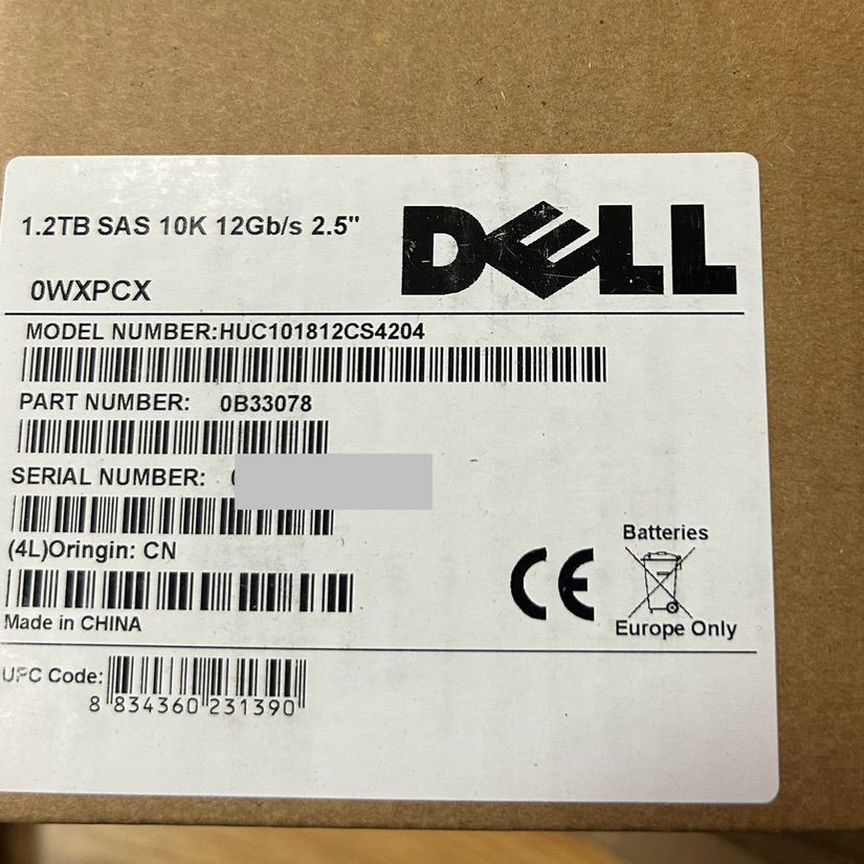 1.2TB SAS 10K 12Gb/s 2.5"
DELL
0WXPCX
MODEL NUMBER:HUC101812CS4204
PART NUMBER: 0B33078
SERIAL NUMBER:
(4L)Oringin: CN
Made in CHINA
CE
Batteries
Europe Only
UPC Code:
8 834360 231390